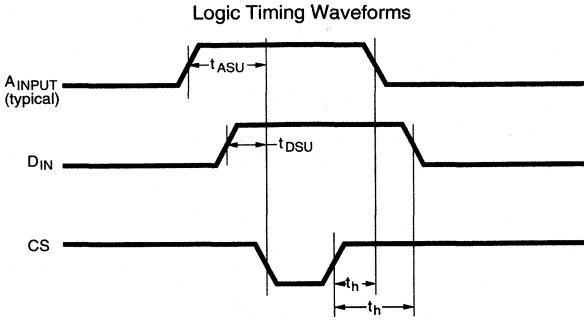 Logic Timing Waveforms
AINPUT
(typical)
tASU
DIN
tDSU
CS
th
th